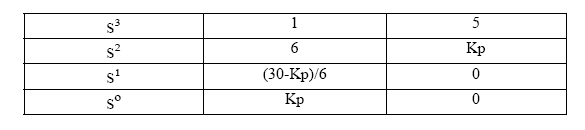 S³ 1 5
S² 6 Kp
S¹ (30-Kp)/6 0
S⁰ Kp 0